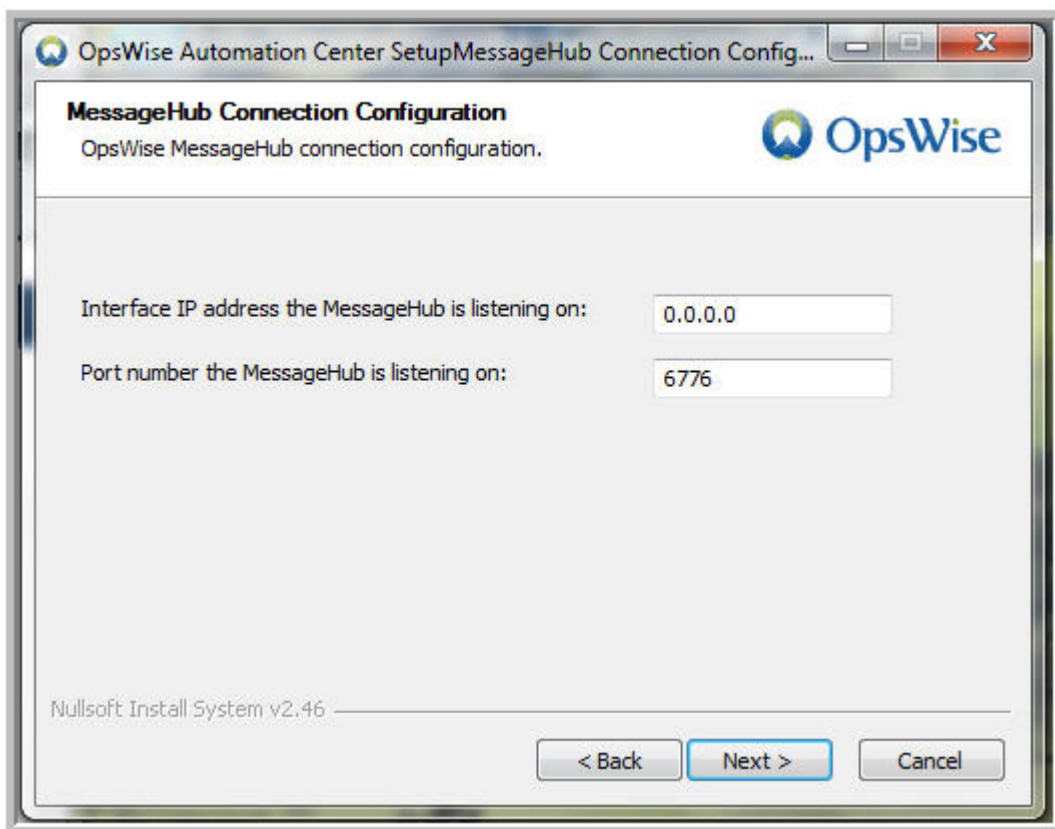 OpsWise Automation Center SetupMessageHub Connection Config...
MessageHub Connection Configuration
OpsWise MessageHub connection configuration.
OpsWise
Interface IP address the MessageHub is listening on: 0.0.0.0
Port number the MessageHub is listening on: 6776
Nullsoft Install System v2.46
< Back Next > Cancel